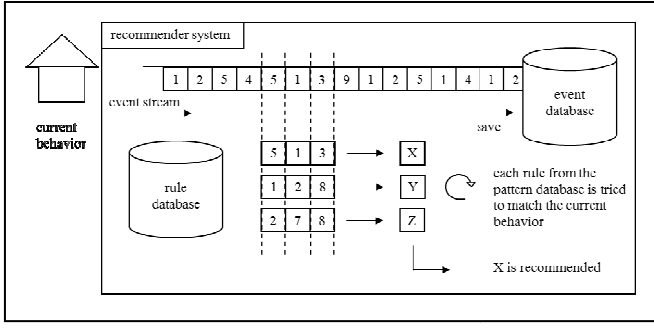 recommender system
1 2 5 4 5 1 3 9 1 2 5 1 4 1 2
event stream
save
event
database
current
behavior
rule
database
5 1 3 X
1 2 8 Y
2 7 8 Z
each rule from the
pattern database is tried
to match the current
behavior
X is recommended